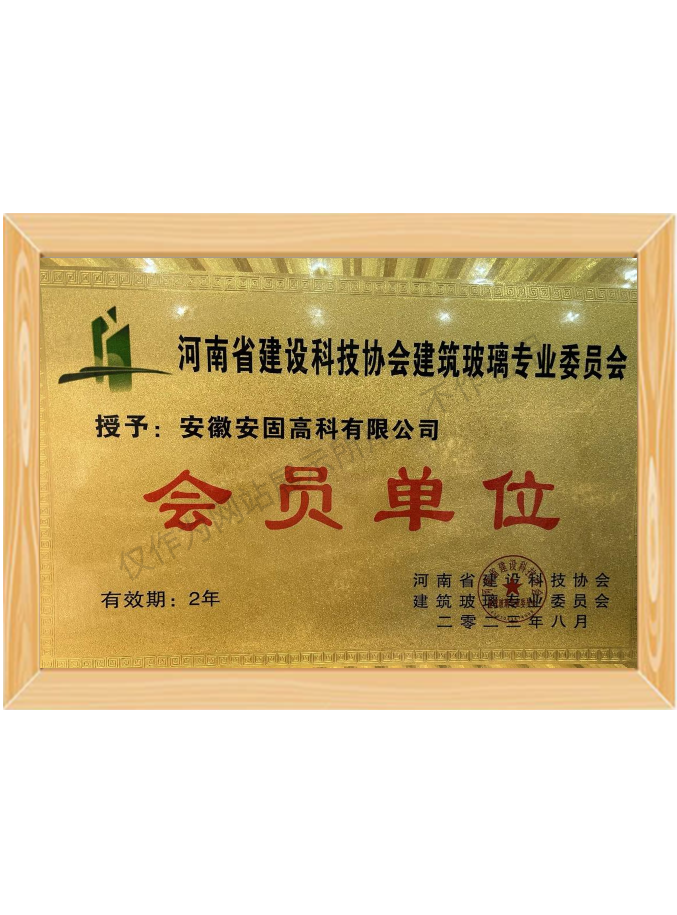 河南省建设科技协会建筑玻璃专业委员会
授予：安徽安固高科有限公司
会员单位
有效期：2年
河南省建设科技协会
建筑玻璃专业委员会
二零二三年八月